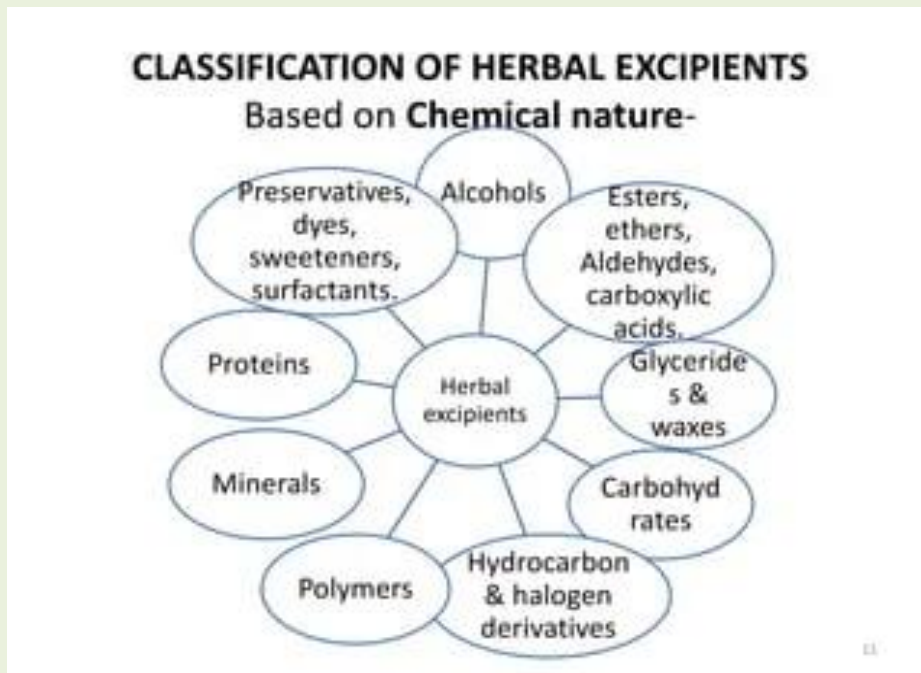 CLASSIFICATION OF HERBAL EXCIPIENTS
Based on Chemical nature-
Alcohols
Esters,
ethers,
Aldehydes,
carboxylic
acids.
Glyceride
s &
waxes
Carbohyd
rates
Hydrocarbon
& halogen
derivatives
Polymers
Minerals
Proteins
Preservatives,
dyes,
sweeteners,
surfactants.
Herbal
excipients